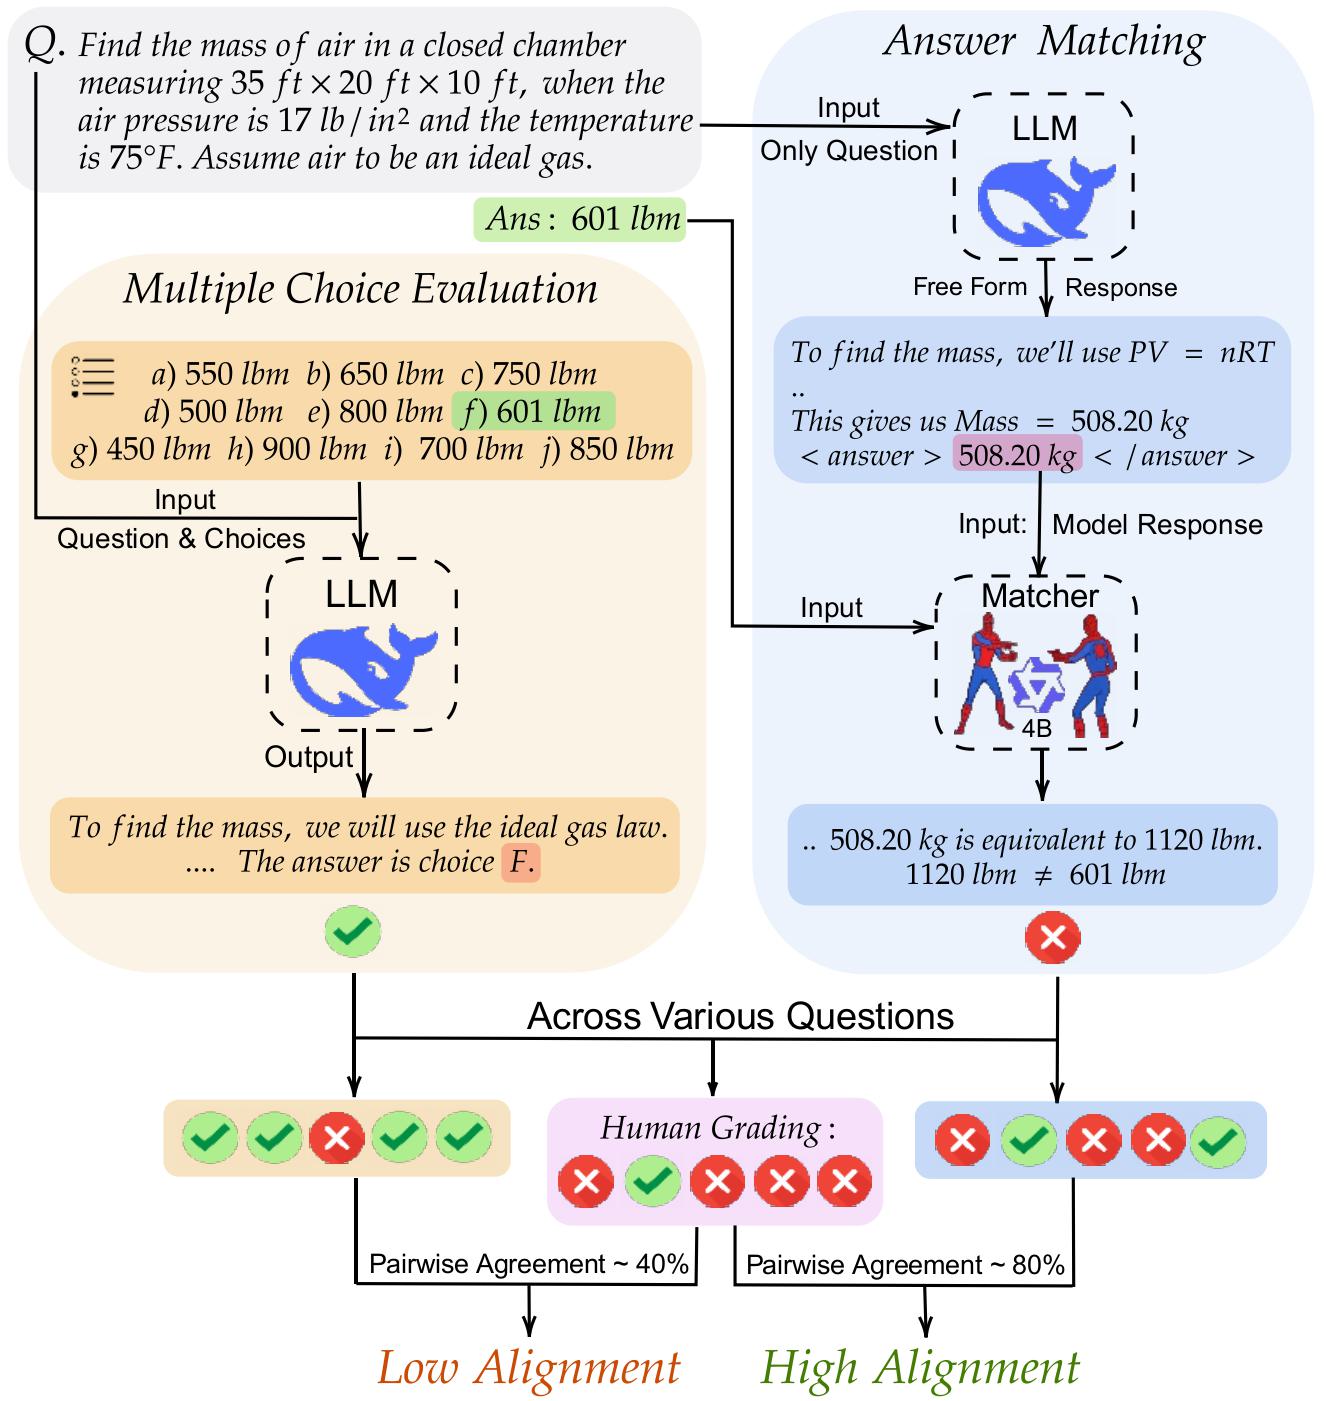 Q. Find the mass of air in a closed chamber
measuring 35 ft × 20 ft × 10 ft, when the
air pressure is 17 lb / in² and the temperature
is 75°F. Assume air to be an ideal gas.
Ans : 601 lbm
Multiple Choice Evaluation
a) 550 lbm b) 650 lbm c) 750 lbm
d) 500 lbm e) 800 lbm f) 601 lbm
g) 450 lbm h) 900 lbm i) 700 lbm j) 850 lbm
Input
Question & Choices
LLM
Output
To find the mass, we will use the ideal gas law.
.... The answer is choice F.
Answer Matching
Input
Only Question
LLM
Free Form Response
To find the mass, we'll use PV = nRT
..
This gives us Mass = 508.20 kg
< answer > 508.20 kg < /answer >
Input: Model Response
Input
Matcher
4B
.. 508.20 kg is equivalent to 1120 lbm.
1120 lbm ≠ 601 lbm
Across Various Questions
Human Grading :
Pairwise Agreement ~ 40%
Pairwise Agreement ~ 80%
Low Alignment
High Alignment